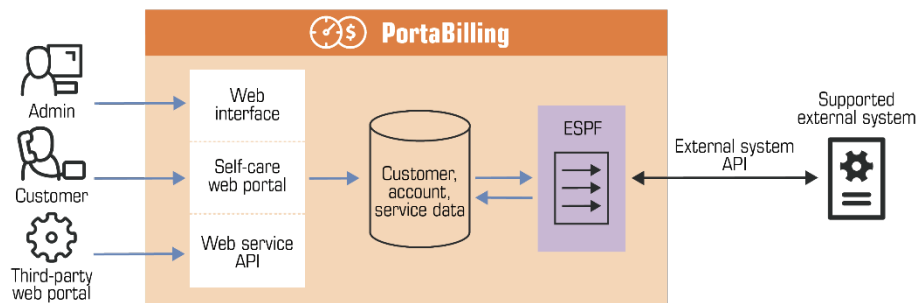 PortaBilling
Admin
Customer
Third-party
web portal
Web
interface
Self-care
web portal
Web service
API
Customer,
account,
service data
ESPF
External system
API
Supported
external system